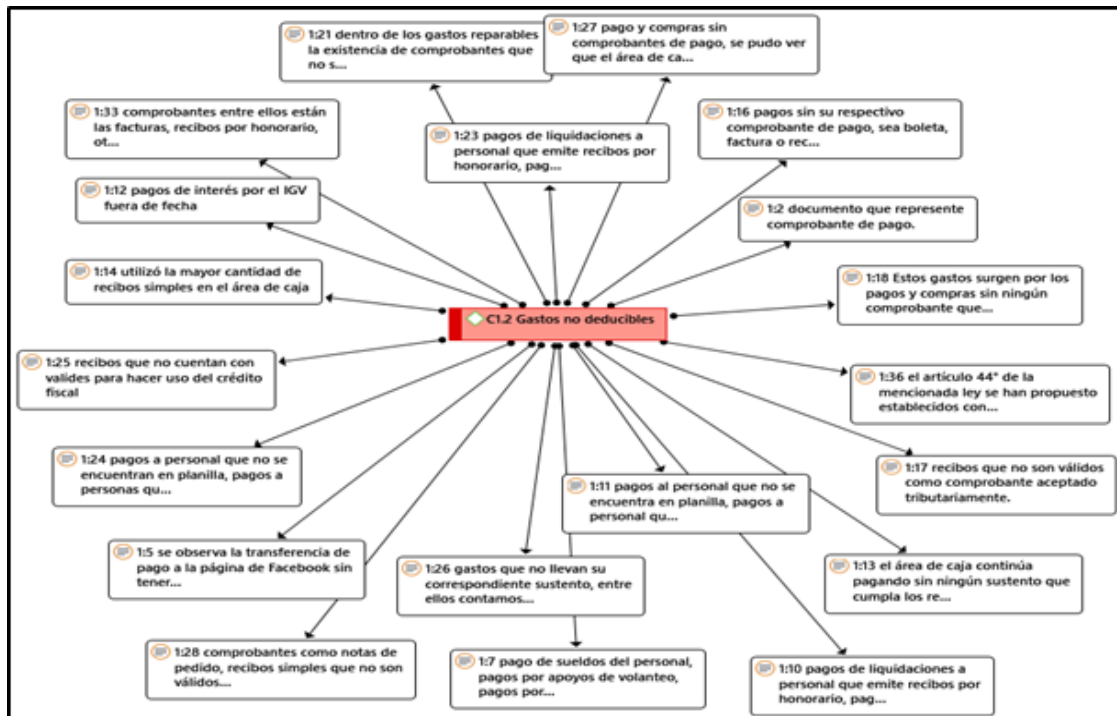 1:21 dentro de los gastos reparables
la existencia de comprobantes que
no s...
1:27 pago y compras sin
comprobantes de pago, se pudo ver
que el área de ca...
1:33 comprobantes entre ellos están
las facturas, recibos por honorario,
ot...
1:23 pagos de liquidaciones a
personal que emite recibos por
honorario, pag...
1:16 pagos sin su respectivo
comprobante de pago, sea boleta,
factura o rec...
1:12 pagos de interés por el IGV
fuera de fecha
1:2 documento que represente
comprobante de pago.
1:14 utilizó la mayor cantidad de
recibos simples en el área de caja
1:18 Estos gastos surgen por los
pagos y compras sin ningún
comprobante que...
C1.2 Gastos no deducibles
1:25 recibos que no cuentan con
valides para hacer uso del crédito
fiscal
1:36 el artículo 44° de la
mencionada ley se han propuesto
establecidos con...
1:24 pagos a personal que no se
encuentran en planilla, pagos a
personas qu...
1:11 pagos al personal que no se
encuentra en planilla, pagos a
personal qu...
1:17 recibos que no son válidos
como comprobante aceptado
tributariamente.
1:5 se observa la transferencia de
pago a la página de Facebook sin
tener...
1:26 gastos que no llevan su
correspondiente sustento, entre
ellos contamos...
1:13 el área de caja continúa
pagando sin ningún sustento que
cumpla los re...
1:28 comprobantes como notas de
pedido, recibos simples que no son
válidos...
1:7 pago de sueldos del personal,
pagos por apoyos de volanteo,
pagos por...
1:10 pagos de liquidaciones a
personal que emite recibos por
honorario, pag...